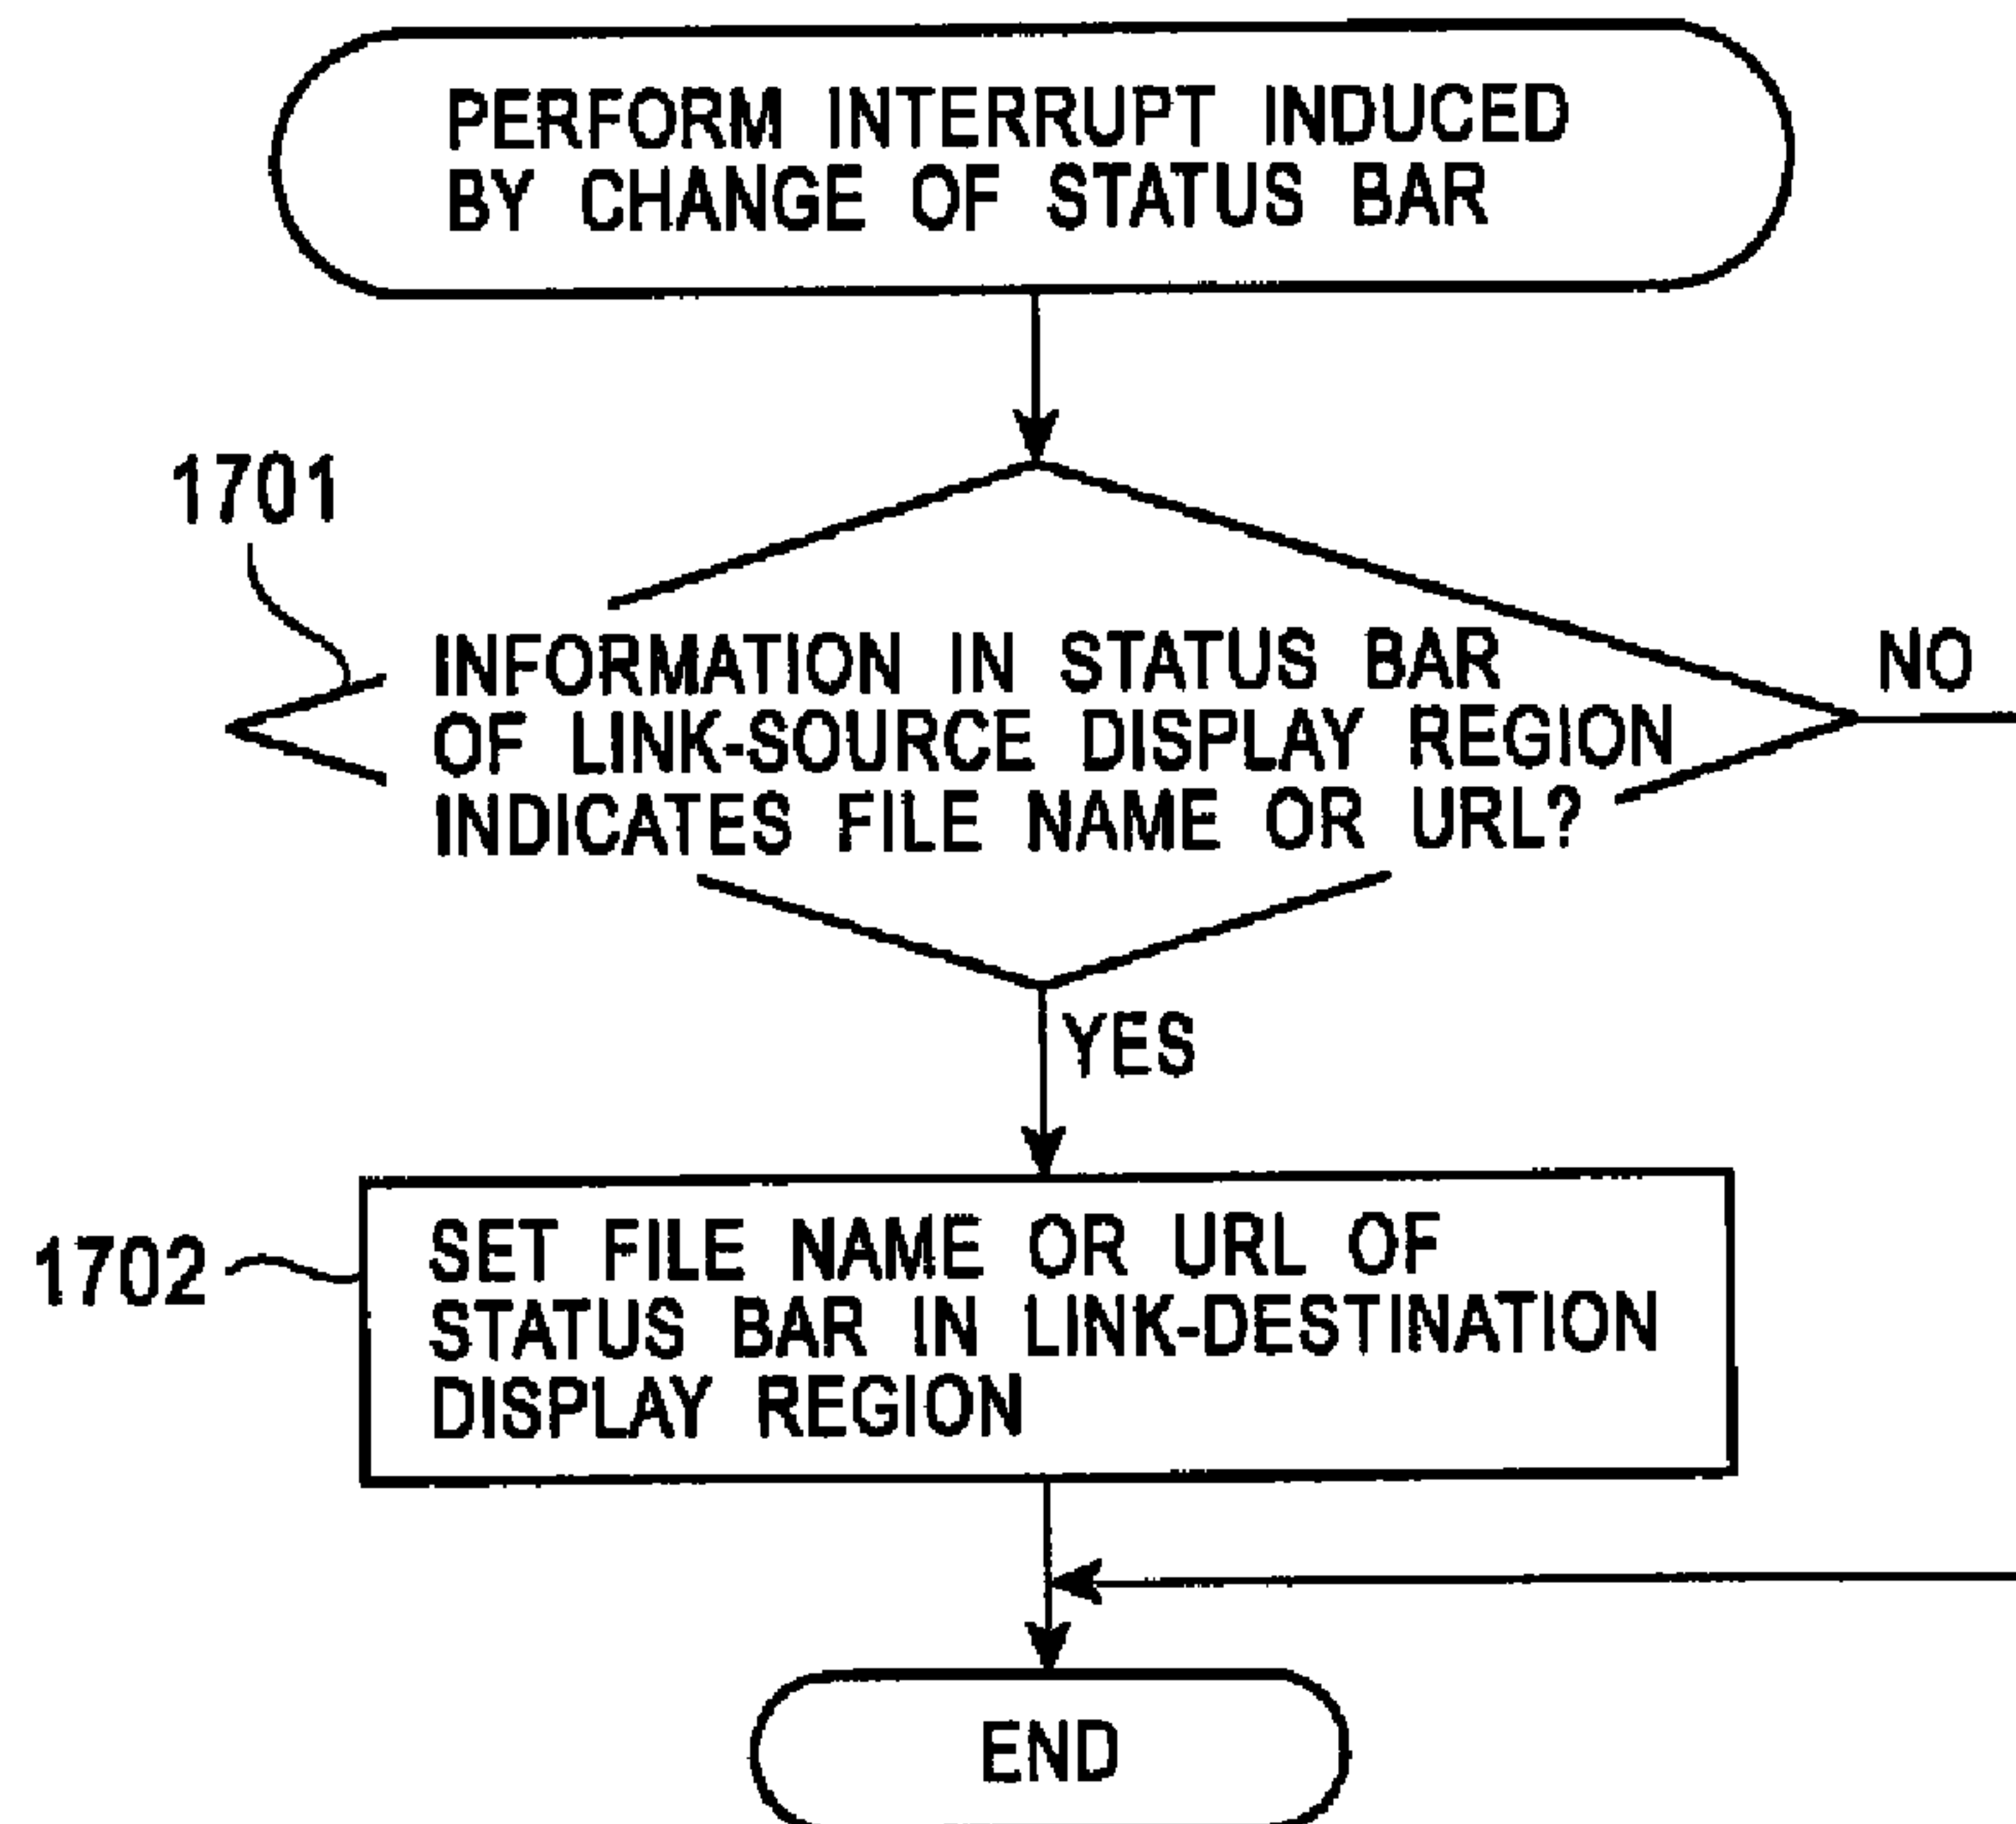 PERFORM INTERRUPT INDUCED
BY CHANGE OF STATUS BAR
1701
INFORMATION IN STATUS BAR
OF LINK-SOURCE DISPLAY REGION
INDICATES FILE NAME OR URL?
NO
YES
1702
SET FILE NAME OR URL OF
STATUS BAR IN LINK-DESTINATION
DISPLAY REGION
END